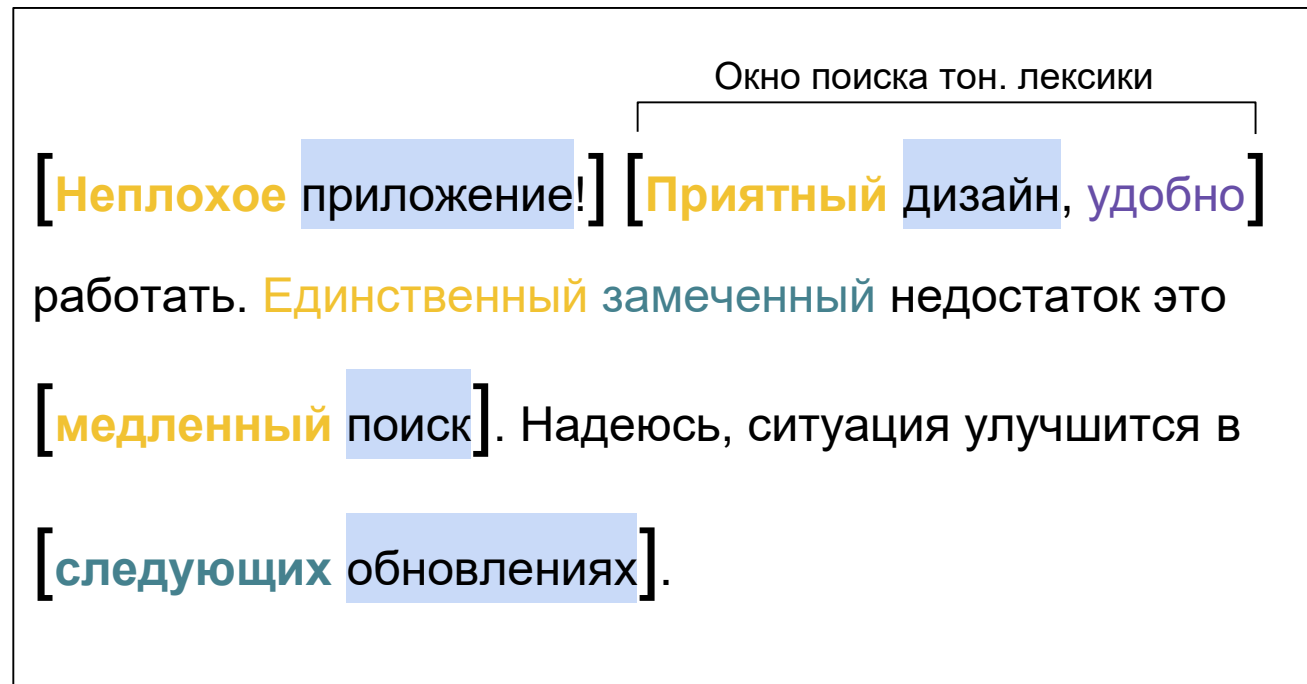 Окно поиска тон. лексики
[Неплохое приложение!] [Приятный дизайн, удобно]
работать. Единственный замеченный недостаток это
[медленный поиск]. Надеюсь, ситуация улучшится в
[следующих обновлениях].